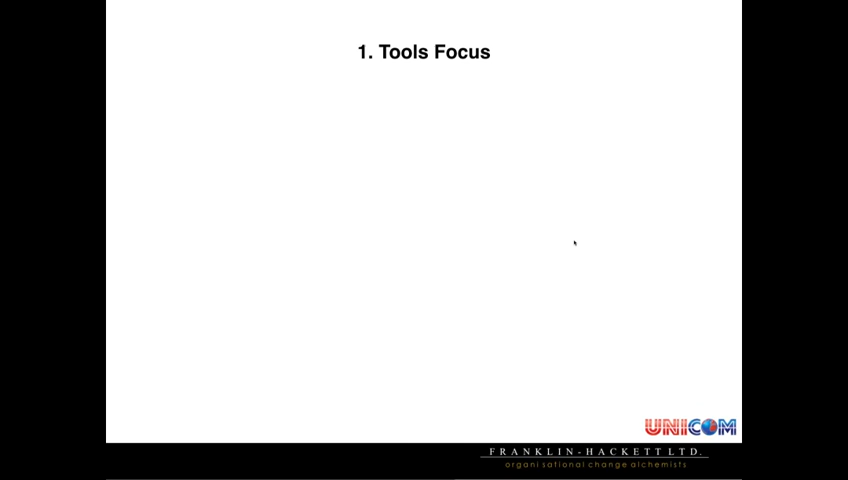 1. Tools Focus
UNICOM
FRANKLIN-HACKETT LTD.
organisational change alchemists